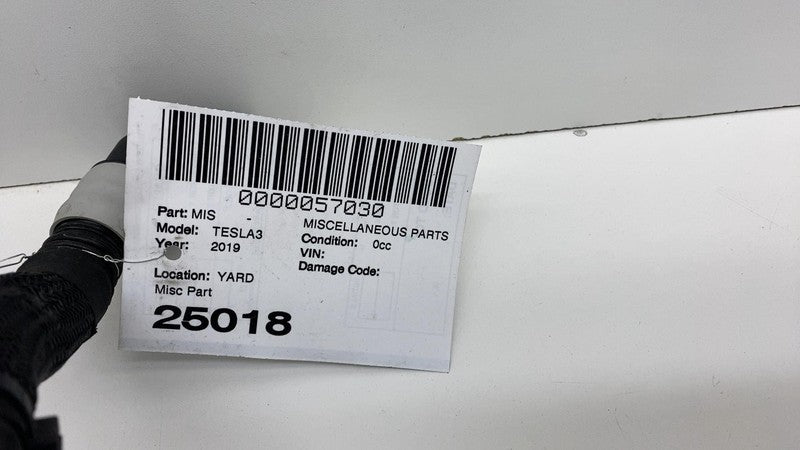 0000057030
Part: MIS - MISCELLANEOUS PARTS
Model: TESLA3 Condition: 0cc
Year: 2019 VIN:
Damage Code:
Location: YARD
Misc Part
25018